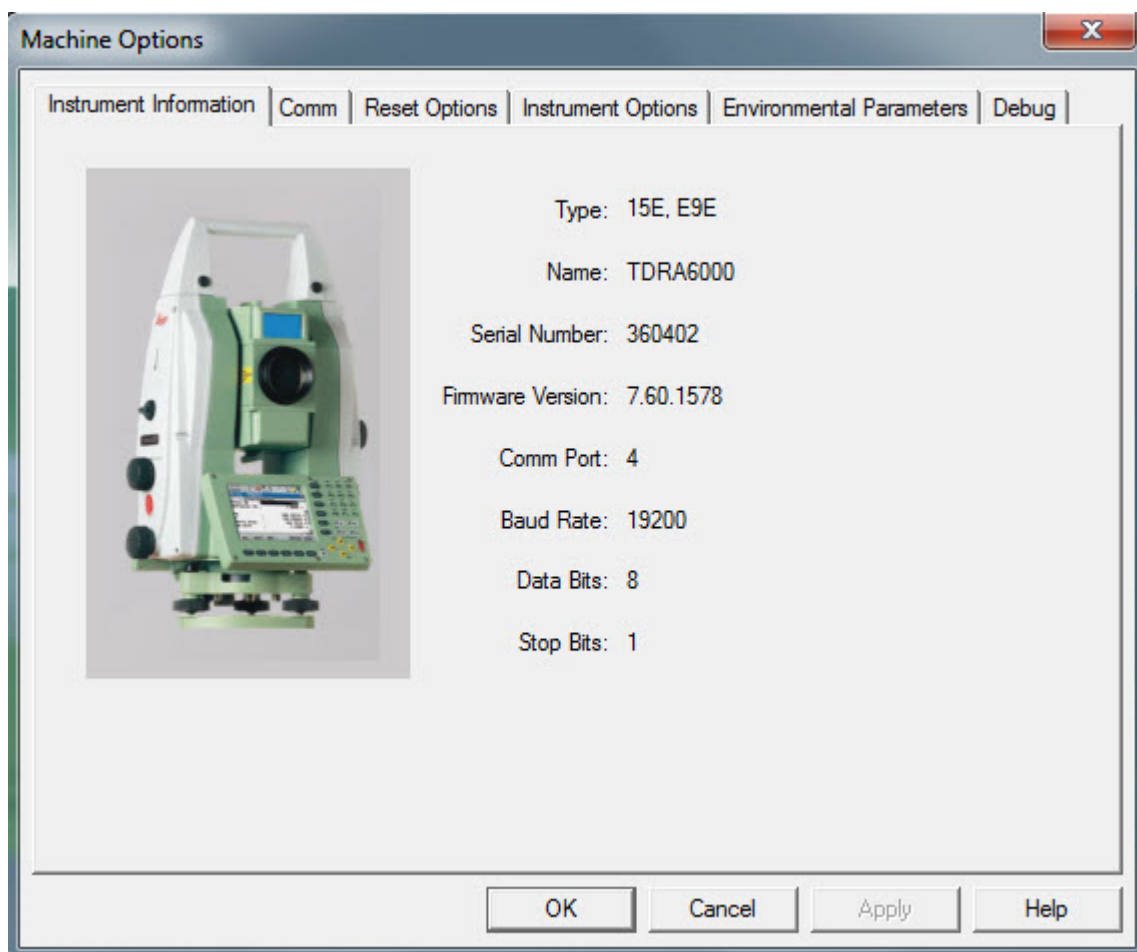 Machine Options
Instrument Information Comm Reset Options Instrument Options Environmental Parameters Debug
Type: 15E, E9E
Name: TDRA6000
Serial Number: 360402
Firmware Version: 7.60.1578
Comm Port: 4
Baud Rate: 19200
Data Bits: 8
Stop Bits: 1
OK Cancel Apply Help